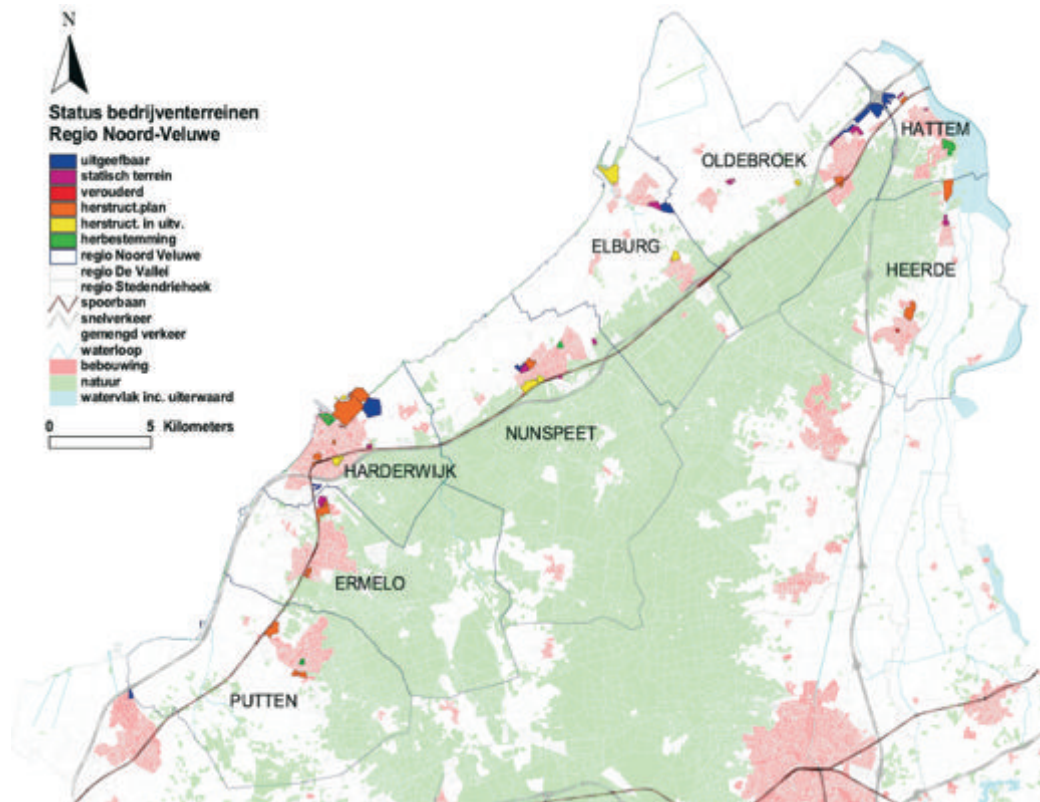 N
Status bedrijventerreinen
Regio Noord-Veluwe
uitgeefbaar
statisch terrein
verouderd
herstruct.plan
herstruct. in uitv.
herbestemming
regio Noord Veluwe
regio De Vallei
regio Stedendriehoek
spoorbaan
snelverkeer
gemengd verkeer
waterloop
bebouwing
natuur
watervlak inc. uiterwaard
0 5 Kilometers
HATTEM
OLDEBROEK
ELBURG
HEERDE
NUNSPEET
HARDERWIJK
ERMELO
PUTTEN